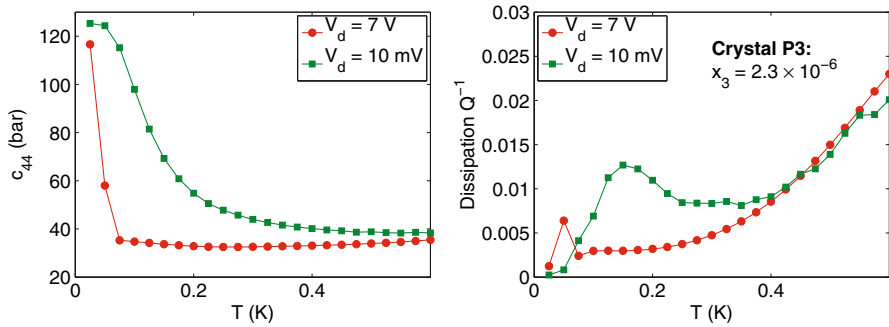 120
100
80
60
40
20
c44 (bar)
0
0.2
0.4
T (K)
Vd = 7 V
Vd = 10 mV
0.03
0.025
0.02
0.015
0.01
0.005
0
Dissipation Q−1
0
0.2
0.4
T (K)
Vd = 7 V
Vd = 10 mV
Crystal P3:
x3 = 2.3 × 10−6